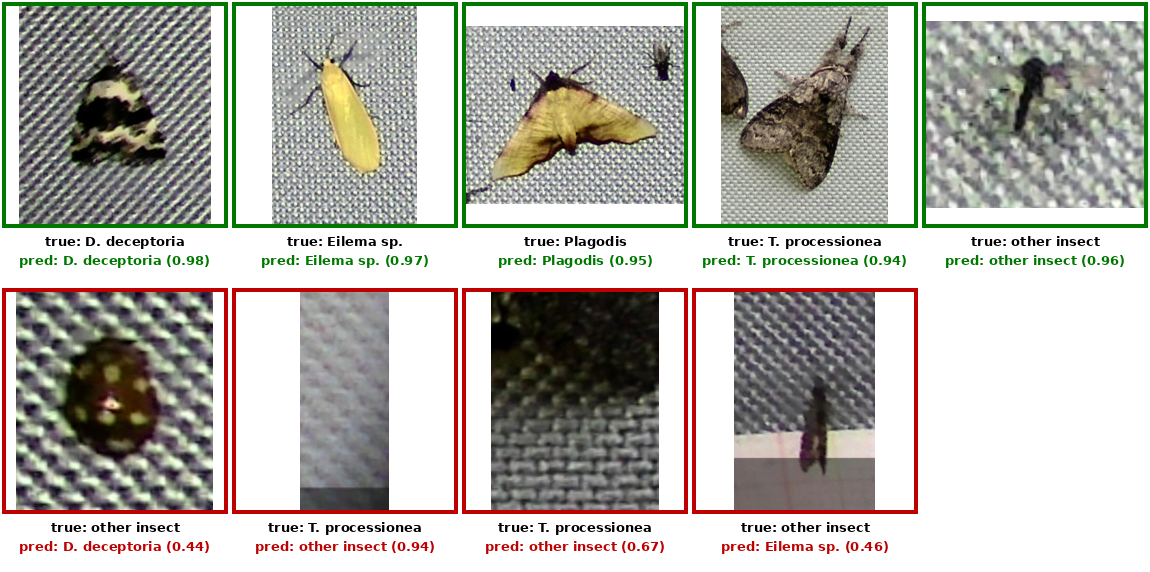 true: D. deceptoria
pred: D. deceptoria (0.98)
true: Eilema sp.
pred: Eilema sp. (0.97)
true: Plagodis
pred: Plagodis (0.95)
true: T. processionea
pred: T. processionea (0.94)
true: other insect
pred: other insect (0.96)
true: other insect
pred: D. deceptoria (0.44)
true: T. processionea
pred: other insect (0.94)
true: T. processionea
pred: other insect (0.67)
true: other insect
pred: Eilema sp. (0.46)